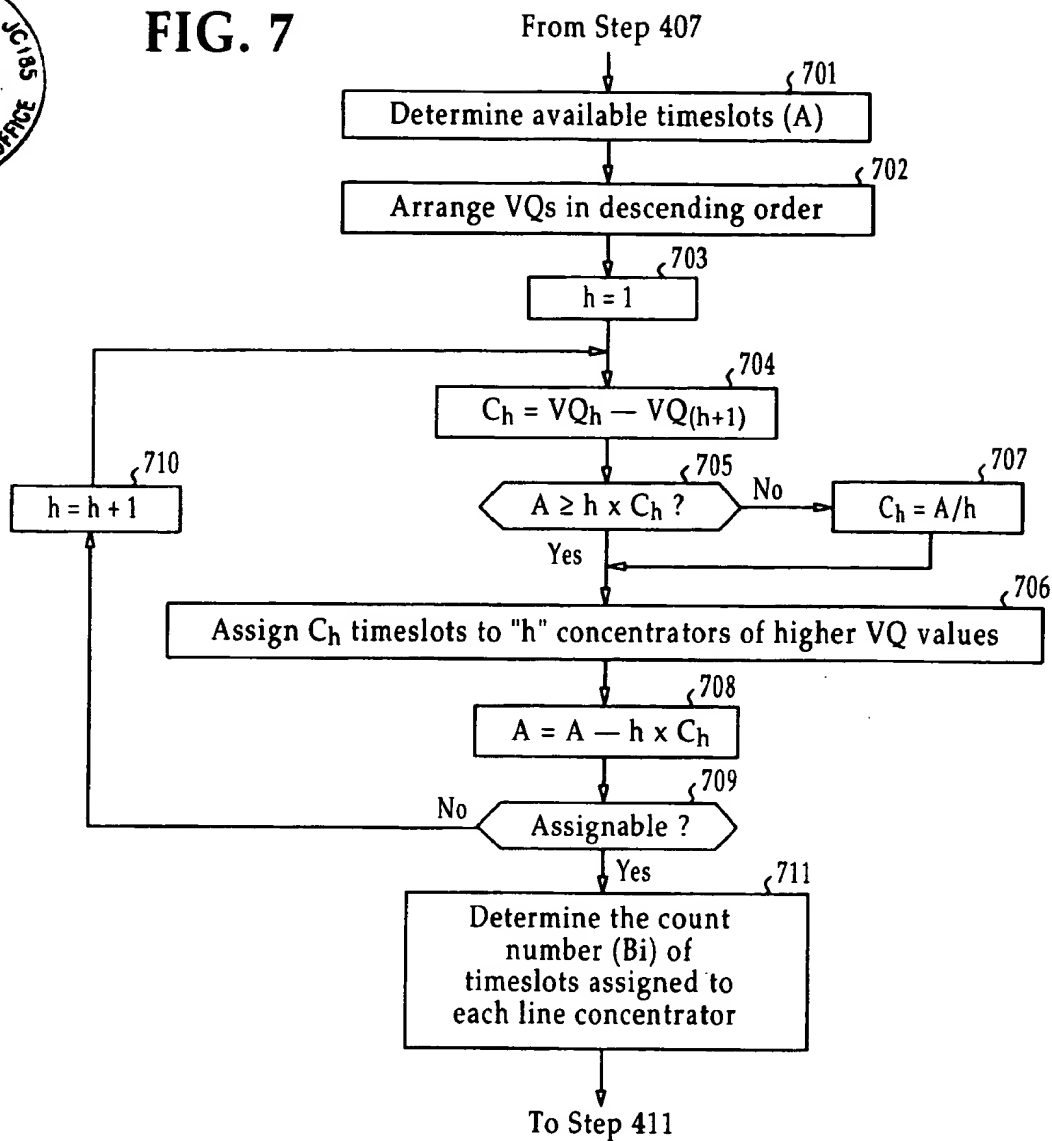 JC185
OFFICE
FIG. 7
From Step 407
701
Determine available timeslots (A)
702
Arrange VQs in descending order
703
h = 1
704
Ch = VQh — VQ(h+1)
705
A ≥ h x Ch ?
No
707
Ch = A/h
710
h = h + 1
Yes
706
Assign Ch timeslots to "h" concentrators of higher VQ values
708
A = A — h x Ch
709
No
Assignable ?
Yes
711
Determine the count
number (Bi) of
timeslots assigned to
each line concentrator
To Step 411